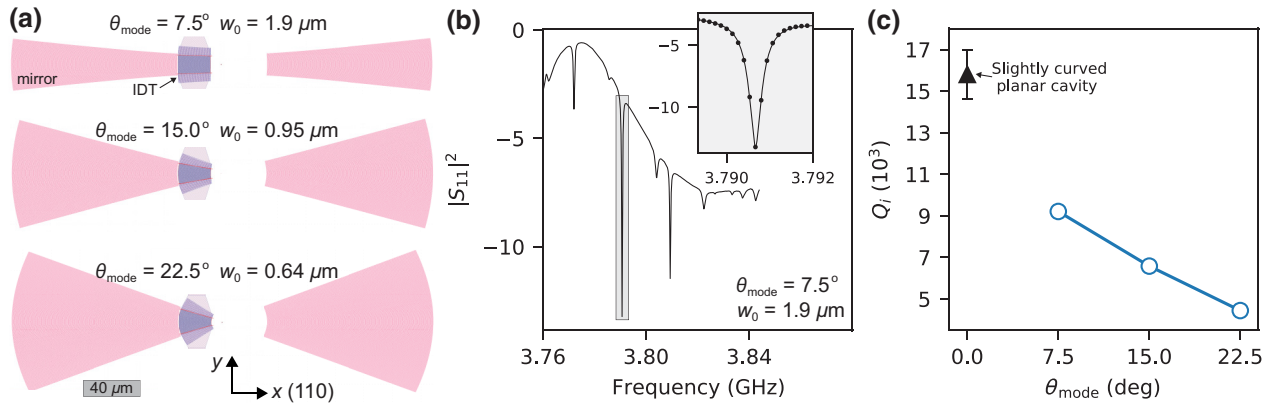 (a)
θmode = 7.5° w0 = 1.9 μm
mirror
IDT
θmode = 15.0° w0 = 0.95 μm
θmode = 22.5° w0 = 0.64 μm
40 μm
y
x (110)
(b)
|S11|²
0
−5
−10
3.76
3.80
3.84
Frequency (GHz)
−5
−10
3.790
3.792
θmode = 7.5°
w0 = 1.9 μm
(c)
Qi (10³)
17
15
13
11
9
7
5
Slightly curved
planar cavity
0.0
7.5
15.0
22.5
θmode (deg)